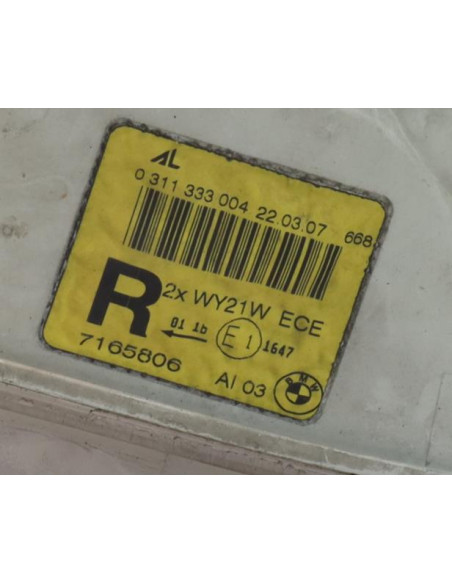 AL
0 311 333 004 22.03.07 668
R 2x WY21W ECE
01 1b E1 1647
7165806 AI 03 BMW